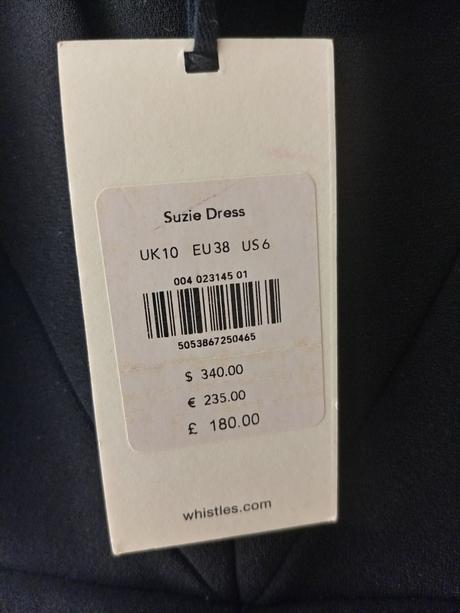 Suzie Dress
UK10 EU38 US6
004 023145 01
5053867250465
$ 340.00
€ 235.00
£ 180.00
whistles.com